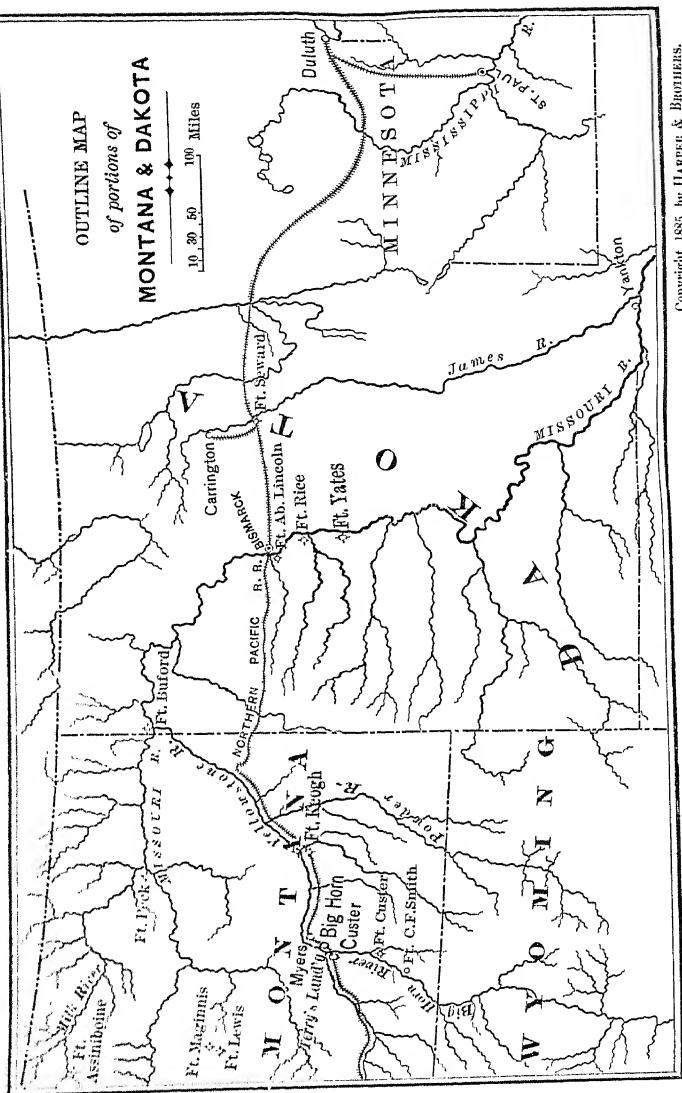 OUTLINE MAP
of portions of
MONTANA & DAKOTA
10 30 50 100 Miles
Duluth
MINNESOTA
MISSISSIPPI
R.
ST. PAUL
Yankton
James R.
MISSOURI R.
DAKOTA
Ft. Seward
Carrington
BISMARCK
Ft. Ab. Lincoln
Ft. Rice
Ft. Yates
NORTHERN PACIFIC R. R.
Ft. Buford
MISSOURI R.
Yellowstone R.
Ft. Peck
Milk River
Ft.
Assiniboine
Ft. Maginnis
Ft. Lewis
MONTANA
Ft. Keogh
Powder R.
Myers
Terry's Land'g
Big Horn
Custer
Ft. Custer
Ft. C.F. Smith
Big Horn River
WYOMING
Copyright, 1885, by HARPER & BROTHERS.